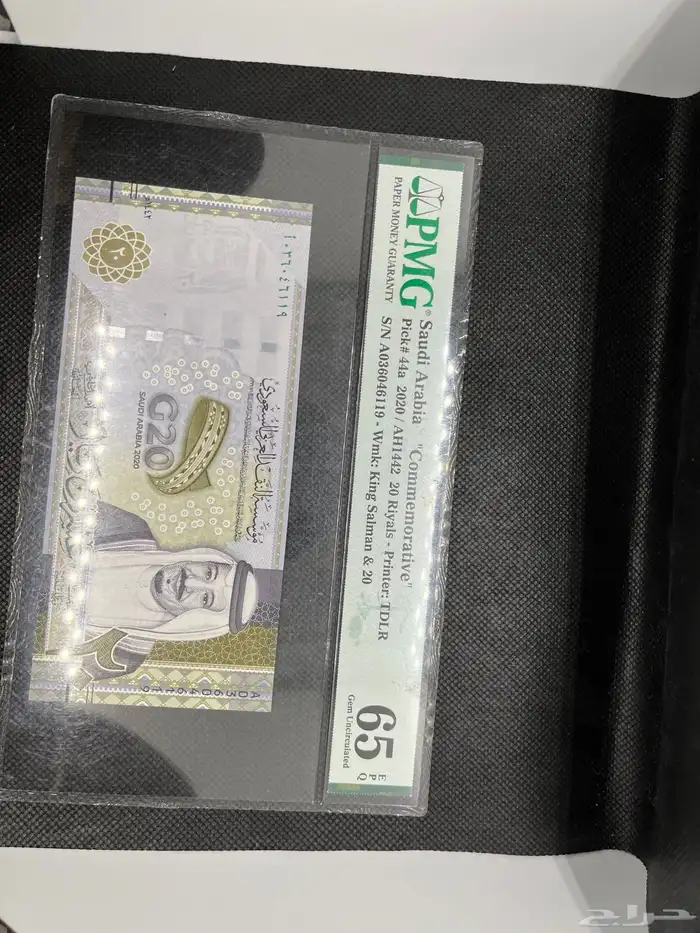 PMG®
PAPER MONEY GUARANTY
Saudi Arabia "Commemorative"
Pick# 44a 2020 / AH1442 20 Riyals - Printer: TDLR
S/N A036046119 - Wmk: King Salman & 20
65
EPQ
Gem Uncirculated
مؤسسة النقد العربي السعودي
G20
SAUDI ARABIA 2020
٢٠
A036046119
حراج